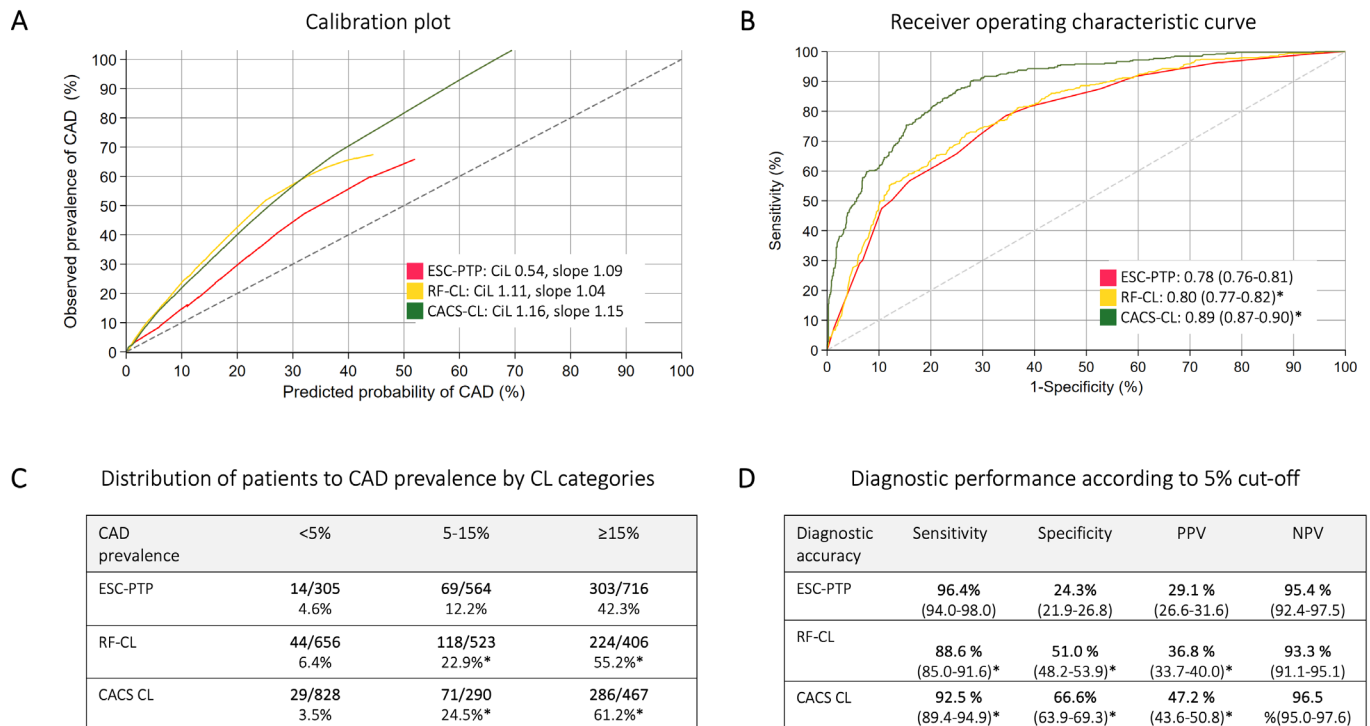 A
Calibration plot
Observed prevalence of CAD (%)
100
90
80
70
60
50
40
30
20
10
0
0 10 20 30 40 50 60 70 80 90 100
Predicted probability of CAD (%)
ESC-PTP: CiL 0.54, slope 1.09
RF-CL: CiL 1.11, slope 1.04
CACS-CL: CiL 1.16, slope 1.15
B
Receiver operating characteristic curve
Sensitivity (%)
100
90
80
70
60
50
40
30
20
10
0
0 10 20 30 40 50 60 70 80 90 100
1-Specificity (%)
ESC-PTP: 0.78 (0.76-0.81)
RF-CL: 0.80 (0.77-0.82)*
CACS-CL: 0.89 (0.87-0.90)*
C
Distribution of patients to CAD prevalence by CL categories
CAD prevalence <5% 5-15% ≥15%
ESC-PTP 14/305 69/564 303/716
4.6% 12.2% 42.3%
RF-CL 44/656 118/523 224/406
6.4% 22.9%* 55.2%*
CACS CL 29/828 71/290 286/467
3.5% 24.5%* 61.2%*
D
Diagnostic performance according to 5% cut-off
Diagnostic accuracy Sensitivity Specificity PPV NPV
ESC-PTP 96.4% 24.3% 29.1 % 95.4 %
(94.0-98.0) (21.9-26.8) (26.6-31.6) (92.4-97.5)
RF-CL
88.6 % 51.0 % 36.8 % 93.3 %
(85.0-91.6)* (48.2-53.9)* (33.7-40.0)* (91.1-95.1)
CACS CL 92.5 % 66.6% 47.2 % 96.5
(89.4-94.9)* (63.9-69.3)* (43.6-50.8)* %(95.0-97.6)